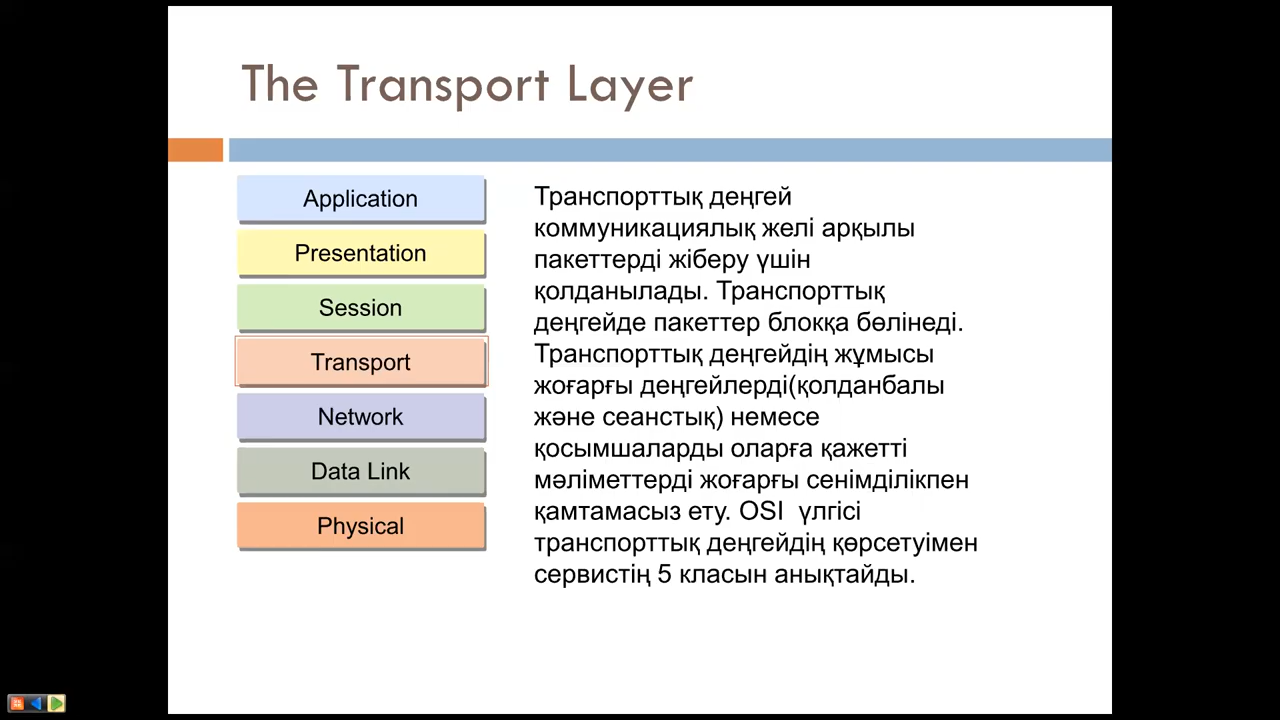 The Transport Layer
Application
Presentation
Session
Transport
Network
Data Link
Physical
Транспорттық деңгей
коммуникациялық желі арқылы
пакеттерді жіберу үшін
қолданылады. Транспорттық
деңгейде пакеттер блокқа бөлінеді.
Транспорттық деңгейдің жұмысы
жоғарғы деңгейлерді(қолданбалы
және сеанстық) немесе
қосымшаларды оларға қажетті
мәліметтерді жоғарғы сенімділікпен
қамтамасыз ету. OSI үлгісі
транспорттық деңгейдің қөрсетуімен
сервистің 5 класын анықтайды.